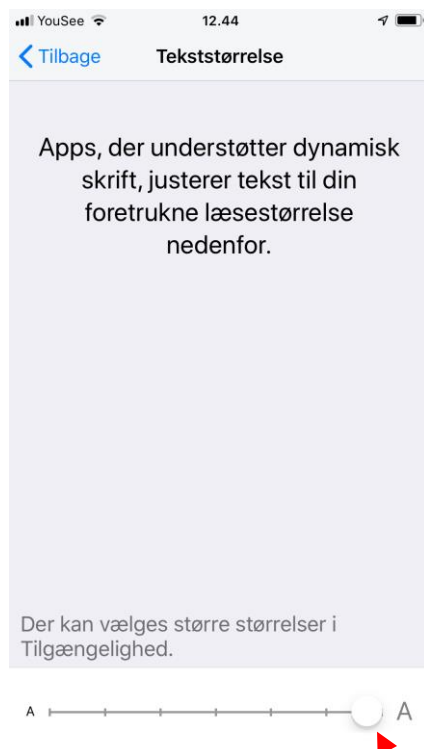 YouSee 12.44
Tilbage Tekststørrelse
Apps, der understøtter dynamisk
skrift, justerer tekst til din
foretrukne læsestørrelse
nedenfor.
Der kan vælges større størrelser i
Tilgængelighed.
A A